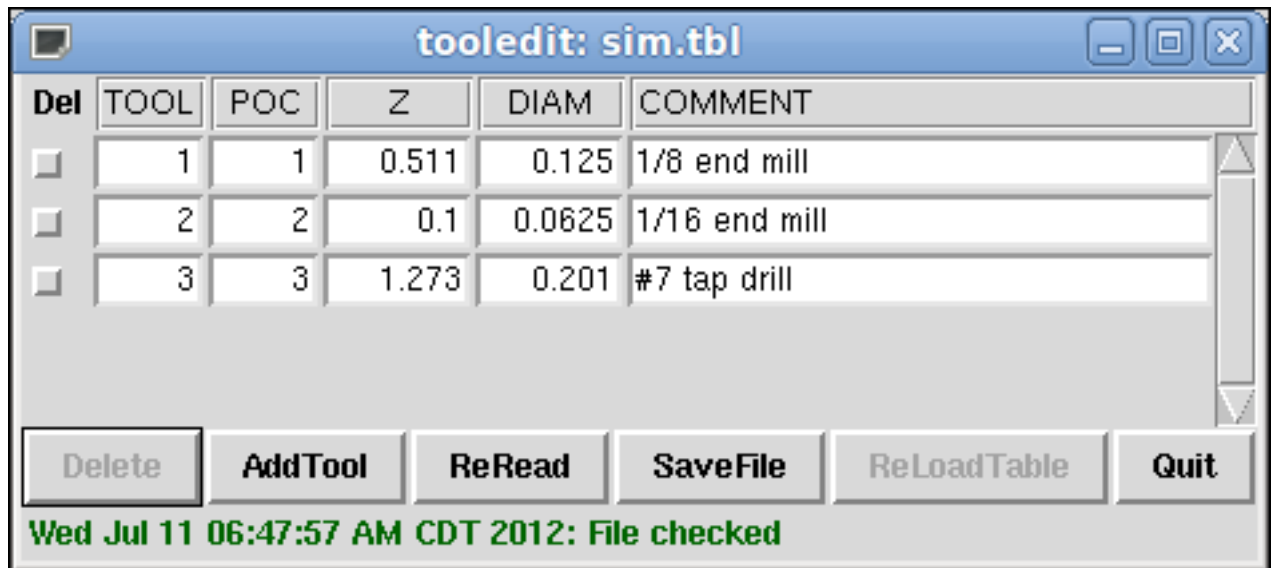 tooledit: sim.tbl
Del TOOL POC Z DIAM COMMENT
1 1 0.511 0.125 1/8 end mill
2 2 0.1 0.0625 1/16 end mill
3 3 1.273 0.201 #7 tap drill
Delete AddTool ReRead SaveFile ReLoadTable Quit
Wed Jul 11 06:47:57 AM CDT 2012: File checked